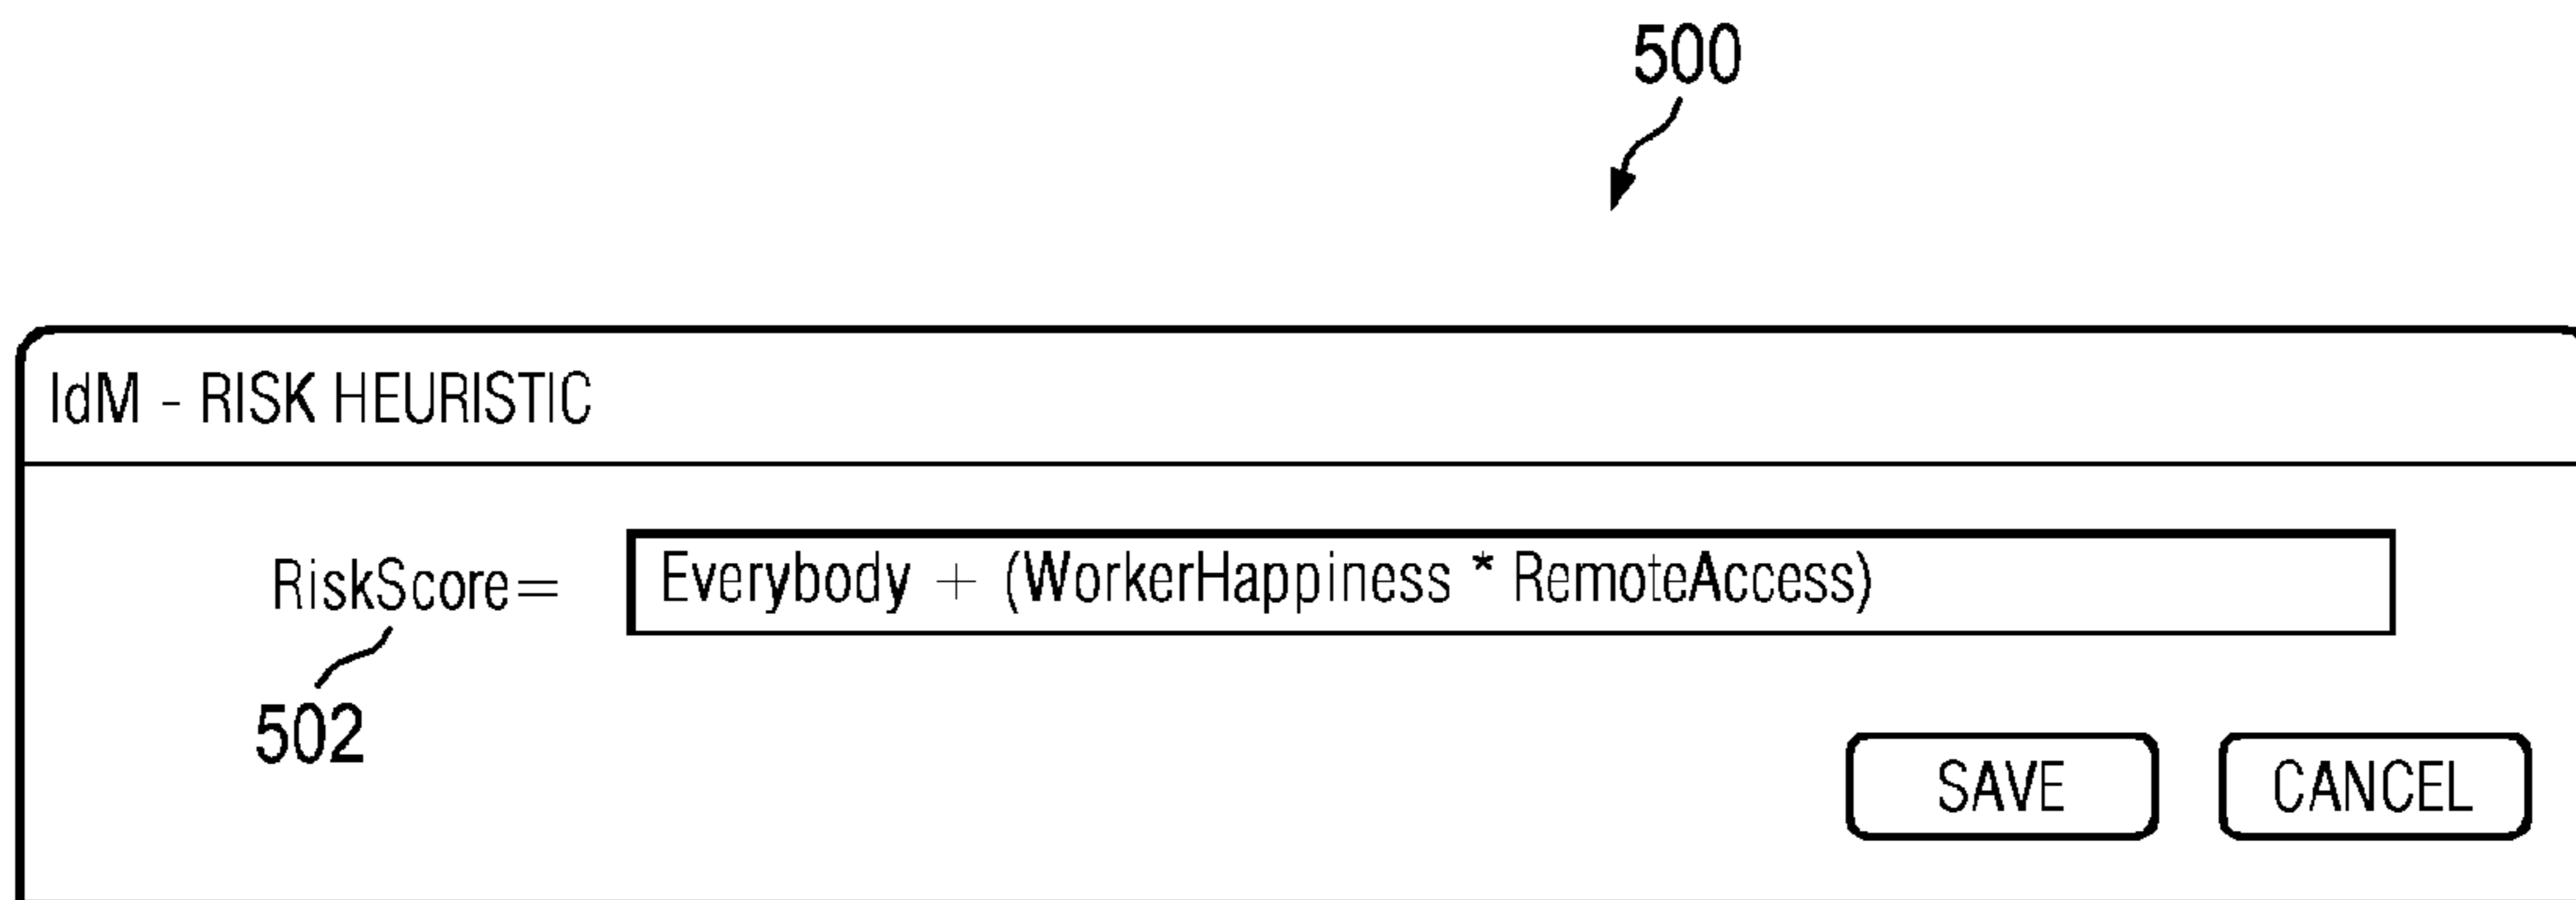 500
IdM - RISK HEURISTIC
RiskScore= Everybody + (WorkerHappiness * RemoteAccess)
502
SAVE CANCEL